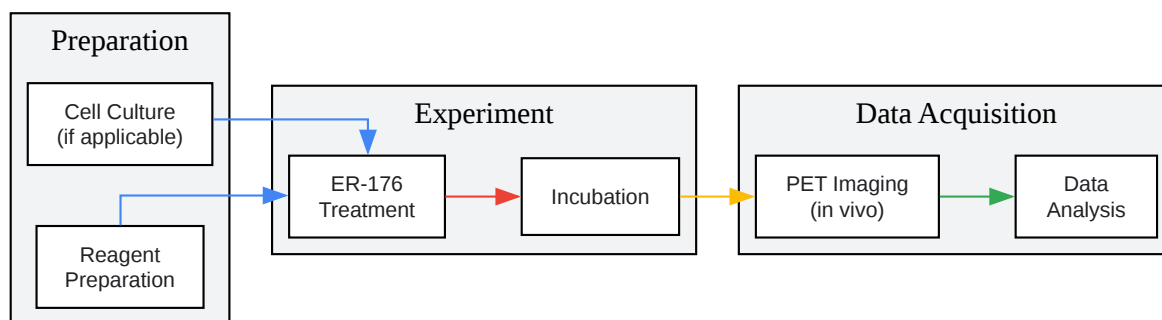 Preparation
Cell Culture
(if applicable)
Reagent
Preparation
Experiment
ER-176
Treatment
Incubation
Data Acquisition
PET Imaging
(in vivo)
Data
Analysis